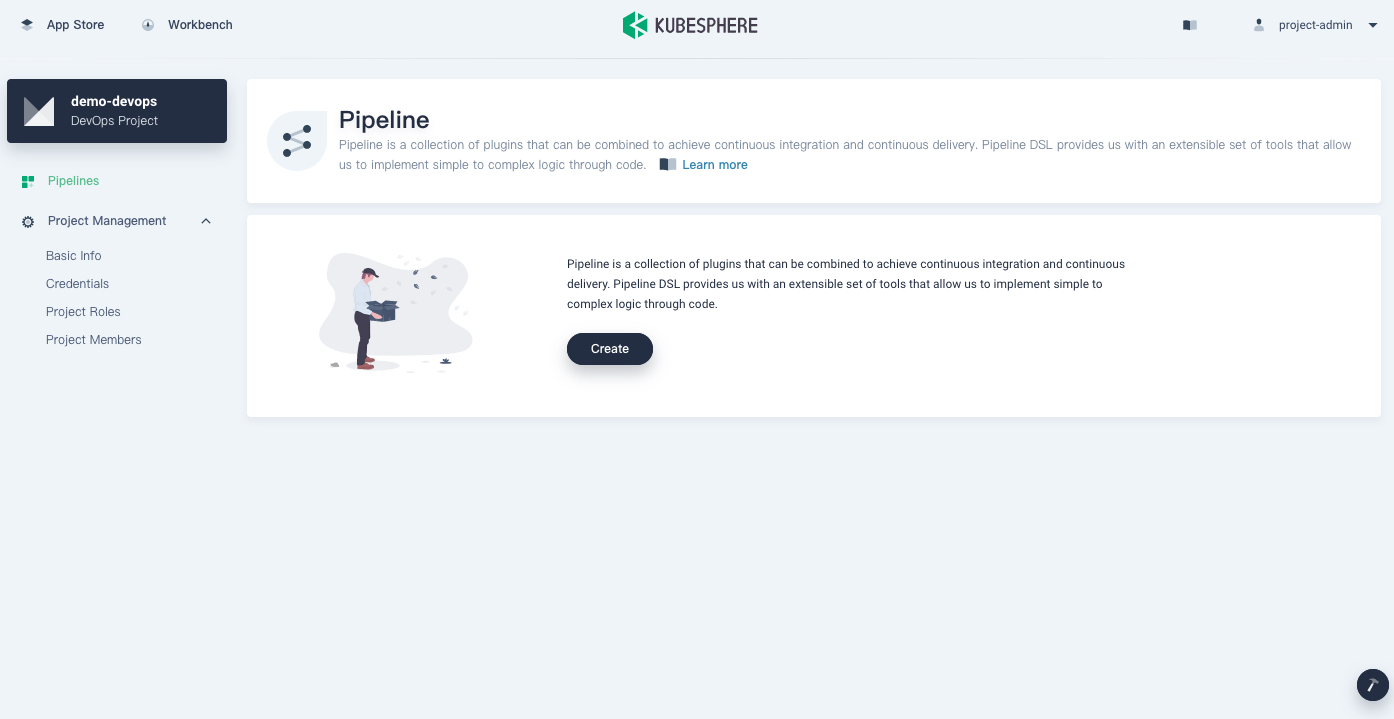 App Store
Workbench
KUBESPHERE
project-admin
demo-devops
DevOps Project
Pipelines
Project Management
Basic Info
Credentials
Project Roles
Project Members
Pipeline
Pipeline is a collection of plugins that can be combined to achieve continuous integration and continuous delivery. Pipeline DSL provides us with an extensible set of tools that allow
us to implement simple to complex logic through code. Learn more
Pipeline is a collection of plugins that can be combined to achieve continuous integration and continuous
delivery. Pipeline DSL provides us with an extensible set of tools that allow us to implement simple to
complex logic through code.
Create